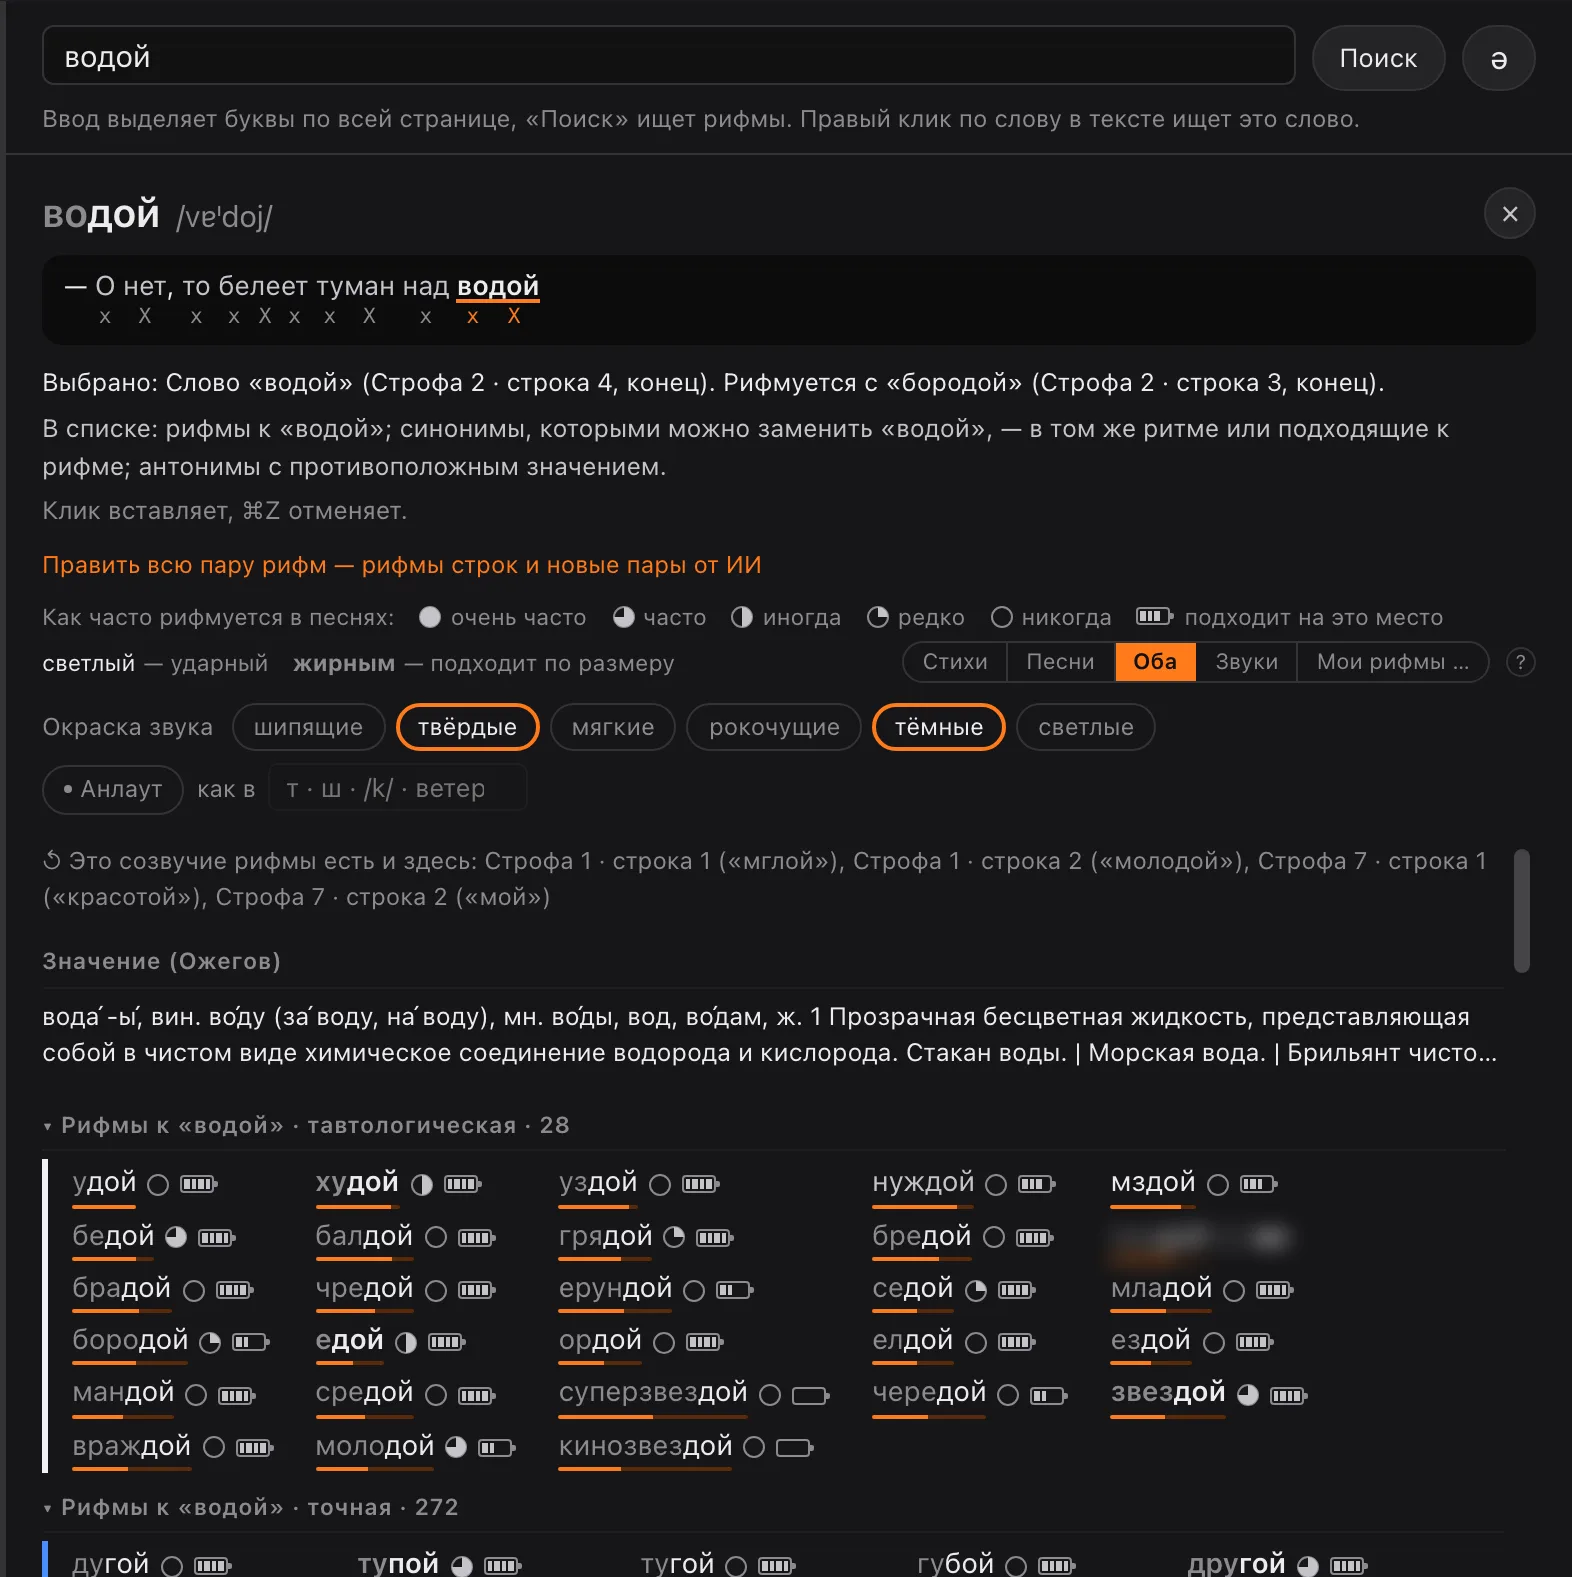 водой
Поиск
ə
Ввод выделяет буквы по всей странице, «Поиск» ищет рифмы. Правый клик по слову в тексте ищет это слово.
водой /vɐˈdoj/
×
— О нет, то белеет туман над водой
x X x x X x x X x x X
Выбрано: Слово «водой» (Строфа 2 · строка 4, конец). Рифмуется с «бородой» (Строфа 2 · строка 3, конец).
В списке: рифмы к «водой»; синонимы, которыми можно заменить «водой», — в том же ритме или подходящие к
рифме; антонимы с противоположным значением.
Клик вставляет, ⌘Z отменяет.
Править всю пару рифм — рифмы строк и новые пары от ИИ
Как часто рифмуется в песнях: очень часто часто иногда редко никогда подходит на это место
светлый — ударный жирным — подходит по размеру
Стихи Песни Оба Звуки Мои рифмы ... ?
Окраска звука шипящие твёрдые мягкие рокочущие тёмные светлые
• Анлаут как в т · ш · /k/ · ветер
↺ Это созвучие рифмы есть и здесь: Строфа 1 · строка 1 («мглой»), Строфа 1 · строка 2 («молодой»), Строфа 7 · строка 1
(«красотой»), Строфа 7 · строка 2 («мой»)
Значение (Ожегов)
вода́ -ы́, вин. во́ду (за́ воду, на́ воду), мн. во́ды, вод, во́дам, ж. 1 Прозрачная бесцветная жидкость, представляющая
собой в чистом виде химическое соединение водорода и кислорода. Стакан воды. | Морская вода. | Брильянт чисто...
▾ Рифмы к «водой» · тавтологическая · 28
удой худой уздой нуждой мздой
бедой балдой грядой бредой
брадой чредой ерундой седой младой
бородой едой ордой елдой ездой
мандой средой суперзвездой чередой звездой
враждой молодой кинозвездой
▾ Рифмы к «водой» · точная · 272
дугой тупой тугой губой другой